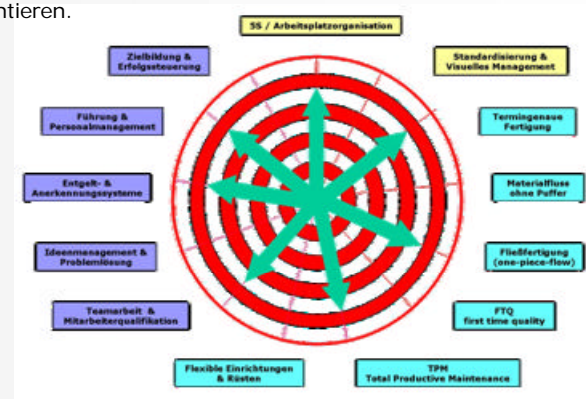 ntieren.
5S / Arbeitsplatzorganisation
Zielbildung &
Erfolgssteuerung
Standardisierung &
Visuelles Management
Führung &
Personalmanagement
Termingenaue
Fertigung
Entgelt- &
Anerkennungssysteme
Materialfluss
ohne Puffer
Ideenmanagement &
Problemlösung
Fließfertigung
(one-piece-flow)
Teamarbeit &
Mitarbeiterqualifikation
FTQ
first time quality
Flexible Einrichtungen
& Rüsten
TPM
Total Productive Maintenance